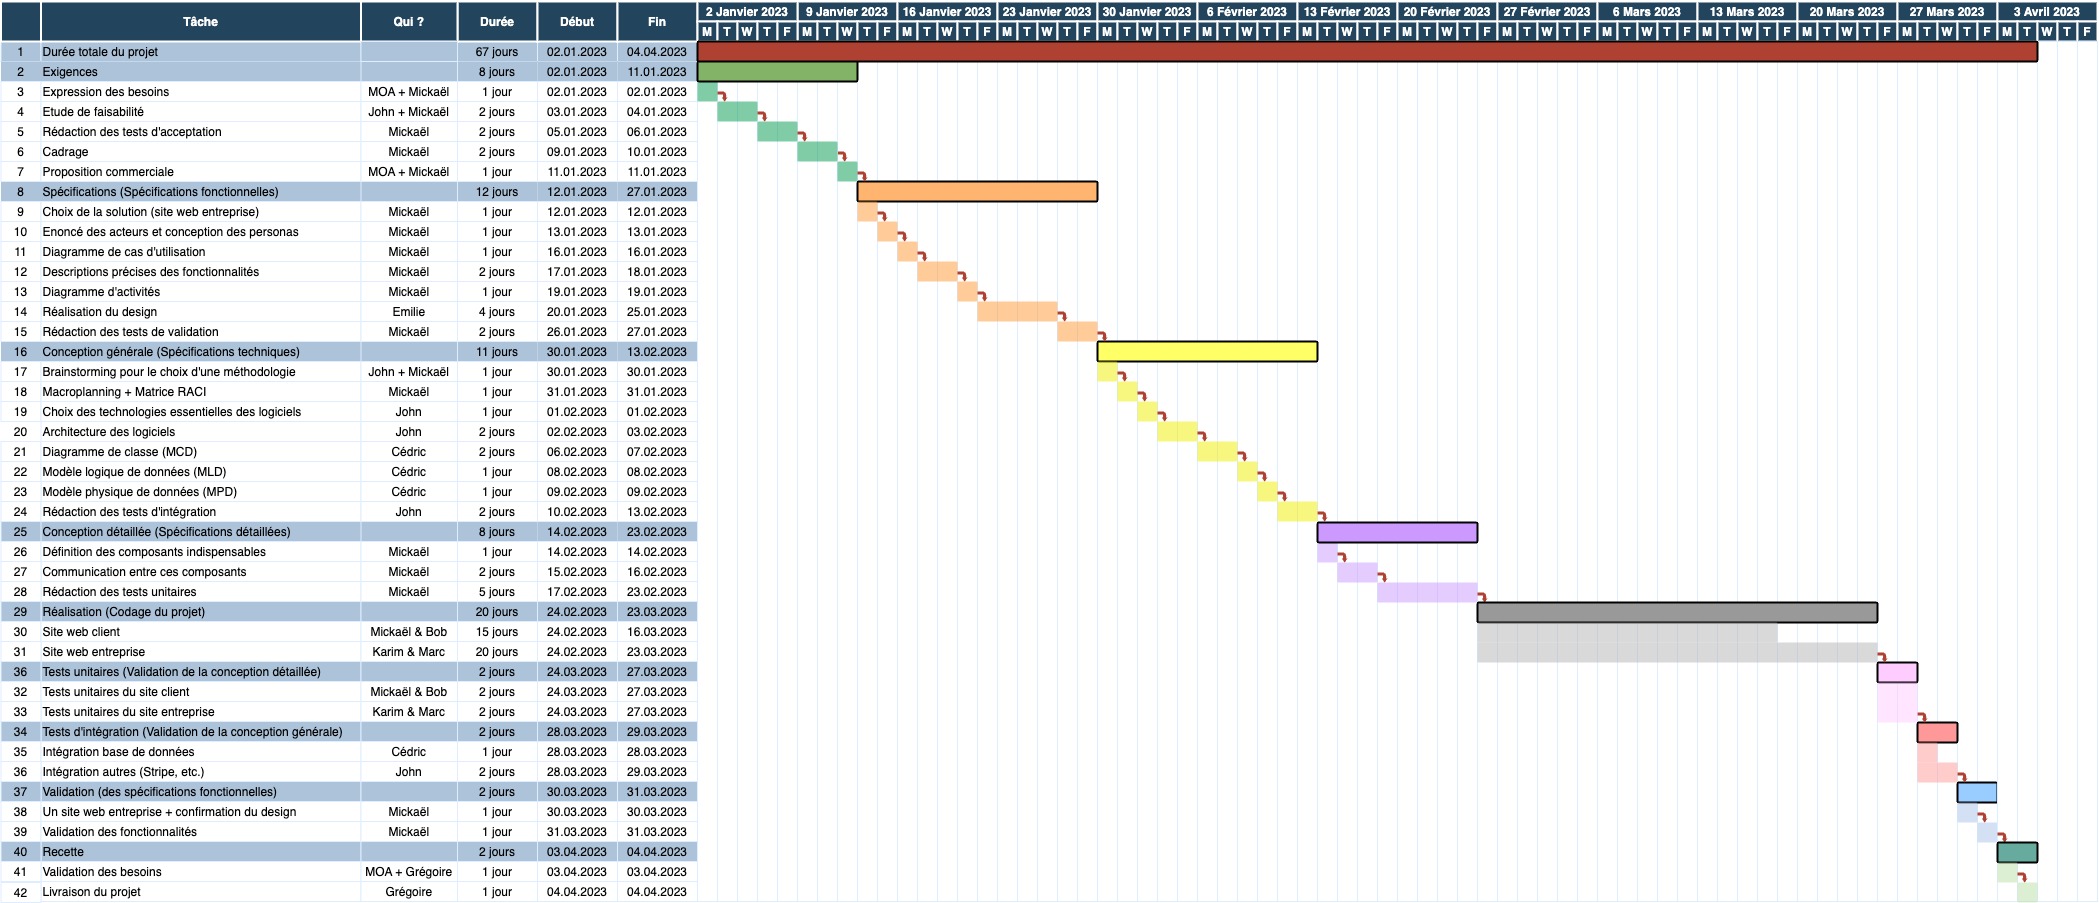 Tâche Qui ? Durée Début Fin 2 Janvier 2023 9 Janvier 2023 16 Janvier 2023 23 Janvier 2023 30 Janvier 2023 6 Février 2023 13 Février 2023 20 Février 2023 27 Février 2023 6 Mars 2023 13 Mars 2023 20 Mars 2023 27 Mars 2023 3 Avril 2023
M T W T F M T W T F M T W T F M T W T F M T W T F M T W T F M T W T F M T W T F M T W T F M T W T F M T W T F M T W T F M T W T F M T W T F
1 Durée totale du projet 67 jours 02.01.2023 04.04.2023
2 Exigences 8 jours 02.01.2023 11.01.2023
3 Expression des besoins MOA + Mickaël 1 jour 02.01.2023 02.01.2023
4 Etude de faisabilité John + Mickaël 2 jours 03.01.2023 04.01.2023
5 Rédaction des tests d'acceptation Mickaël 2 jours 05.01.2023 06.01.2023
6 Cadrage Mickaël 2 jours 09.01.2023 10.01.2023
7 Proposition commerciale MOA + Mickaël 1 jour 11.01.2023 11.01.2023
8 Spécifications (Spécifications fonctionnelles) 12 jours 12.01.2023 27.01.2023
9 Choix de la solution (site web entreprise) Mickaël 1 jour 12.01.2023 12.01.2023
10 Enoncé des acteurs et conception des personas Mickaël 1 jour 13.01.2023 13.01.2023
11 Diagramme de cas d'utilisation Mickaël 1 jour 16.01.2023 16.01.2023
12 Descriptions précises des fonctionnalités Mickaël 2 jours 17.01.2023 18.01.2023
13 Diagramme d'activités Mickaël 1 jour 19.01.2023 19.01.2023
14 Réalisation du design Emilie 4 jours 20.01.2023 25.01.2023
15 Rédaction des tests de validation Mickaël 2 jours 26.01.2023 27.01.2023
16 Conception générale (Spécifications techniques) 11 jours 30.01.2023 13.02.2023
17 Brainstorming pour le choix d'une méthodologie John + Mickaël 1 jour 30.01.2023 30.01.2023
18 Macroplanning + Matrice RACI Mickaël 1 jour 31.01.2023 31.01.2023
19 Choix des technologies essentielles des logiciels John 1 jour 01.02.2023 01.02.2023
20 Architecture des logiciels John 2 jours 02.02.2023 03.02.2023
21 Diagramme de classe (MCD) Cédric 2 jours 06.02.2023 07.02.2023
22 Modèle logique de données (MLD) Cédric 1 jour 08.02.2023 08.02.2023
23 Modèle physique de données (MPD) Cédric 1 jour 09.02.2023 09.02.2023
24 Rédaction des tests d'intégration John 2 jours 10.02.2023 13.02.2023
25 Conception détaillée (Spécifications détaillées) 8 jours 14.02.2023 23.02.2023
26 Définition des composants indispensables Mickaël 1 jour 14.02.2023 14.02.2023
27 Communication entre ces composants Mickaël 2 jours 15.02.2023 16.02.2023
28 Rédaction des tests unitaires Mickaël 5 jours 17.02.2023 23.02.2023
29 Réalisation (Codage du projet) 20 jours 24.02.2023 23.03.2023
30 Site web client Mickaël & Bob 15 jours 24.02.2023 16.03.2023
31 Site web entreprise Karim & Marc 20 jours 24.02.2023 23.03.2023
36 Tests unitaires (Validation de la conception détaillée) 2 jours 24.03.2023 27.03.2023
32 Tests unitaires du site client Mickaël & Bob 2 jours 24.03.2023 27.03.2023
33 Tests unitaires du site entreprise Karim & Marc 2 jours 24.03.2023 27.03.2023
34 Tests d'intégration (Validation de la conception générale) 2 jours 28.03.2023 29.03.2023
35 Intégration base de données Cédric 1 jour 28.03.2023 28.03.2023
36 Intégration autres (Stripe, etc.) John 2 jours 28.03.2023 29.03.2023
37 Validation (des spécifications fonctionnelles) 2 jours 30.03.2023 31.03.2023
38 Un site web entreprise + confirmation du design Mickaël 1 jour 30.03.2023 30.03.2023
39 Validation des fonctionnalités Mickaël 1 jour 31.03.2023 31.03.2023
40 Recette 2 jours 03.04.2023 04.04.2023
41 Validation des besoins MOA + Grégoire 1 jour 03.04.2023 03.04.2023
42 Livraison du projet Grégoire 1 jour 04.04.2023 04.04.2023